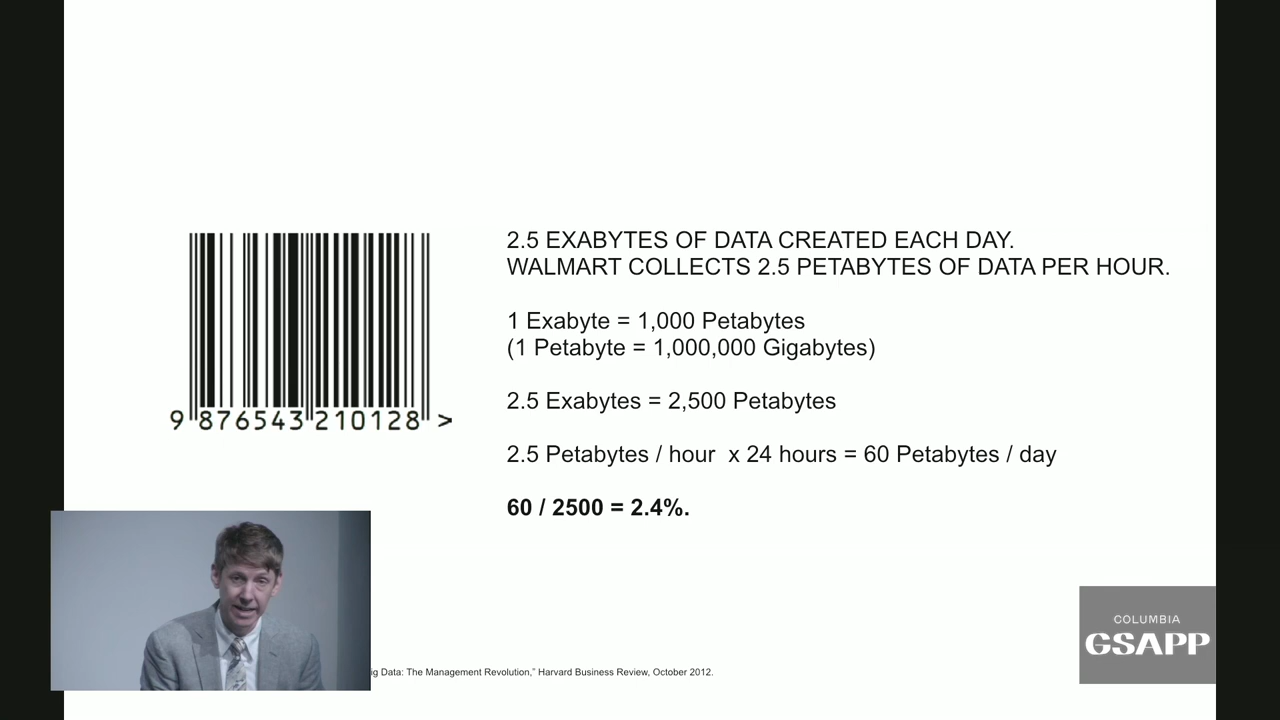 2.5 EXABYTES OF DATA CREATED EACH DAY.
WALMART COLLECTS 2.5 PETABYTES OF DATA PER HOUR.
1 Exabyte = 1,000 Petabytes
(1 Petabyte = 1,000,000 Gigabytes)
2.5 Exabytes = 2,500 Petabytes
2.5 Petabytes / hour x 24 hours = 60 Petabytes / day
60 / 2500 = 2.4%.
9 876543 210128 >
Data: The Management Revolution,” Harvard Business Review, October 2012.
COLUMBIA
GSAPP